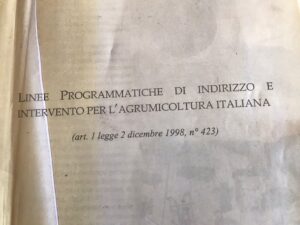 LINEE PROGRAMMATICHE DI INDIRIZZO E
INTERVENTO PER L'AGRUMICOLTURA ITALIANA
(art. 1 legge 2 dicembre 1998, n° 423)